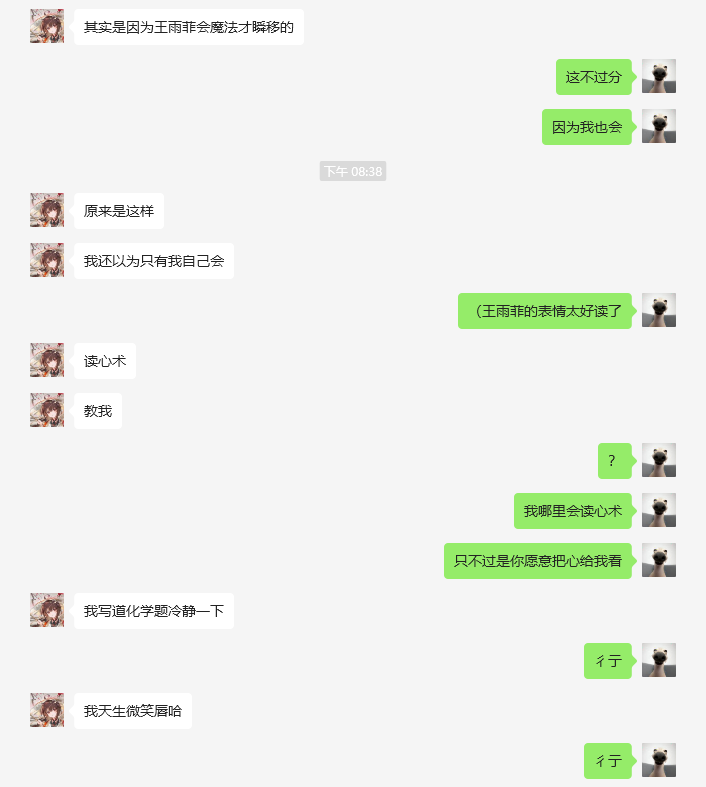 其实是因为王雨菲会魔法才瞬移的
这不过分
因为我也会
下午 08:38
原来是这样
我还以为只有我自己会
（王雨菲的表情太好读了
读心术
教我
？
我哪里会读心术
只不过是你愿意把心给我看
我写道化学题冷静一下
彳亍
我天生微笑唇哈
彳亍